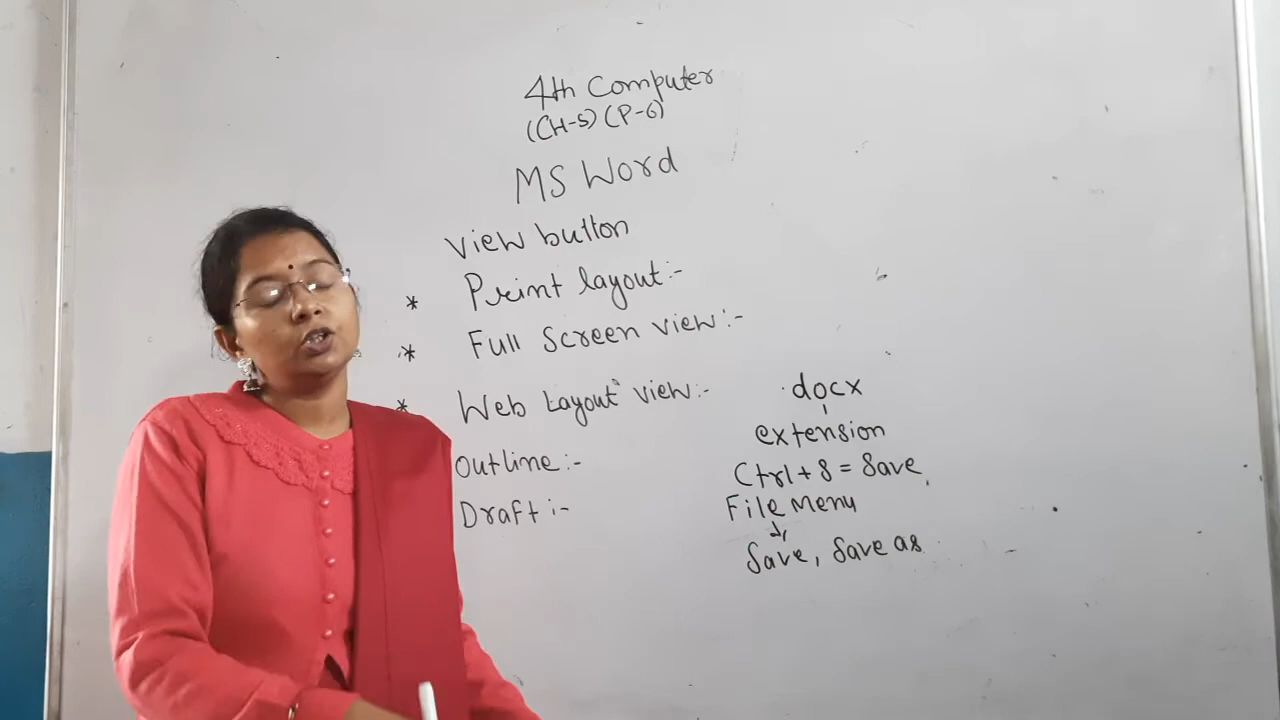 4th Computer
(CH-5) (P-6)
MS Word
View button
* Print layout:-
* Full Screen view:-
* Web Layout view:-
Outline:-
Draft:-
.docx
extension
Ctrl + S = Save
File Menu
Save, Save as